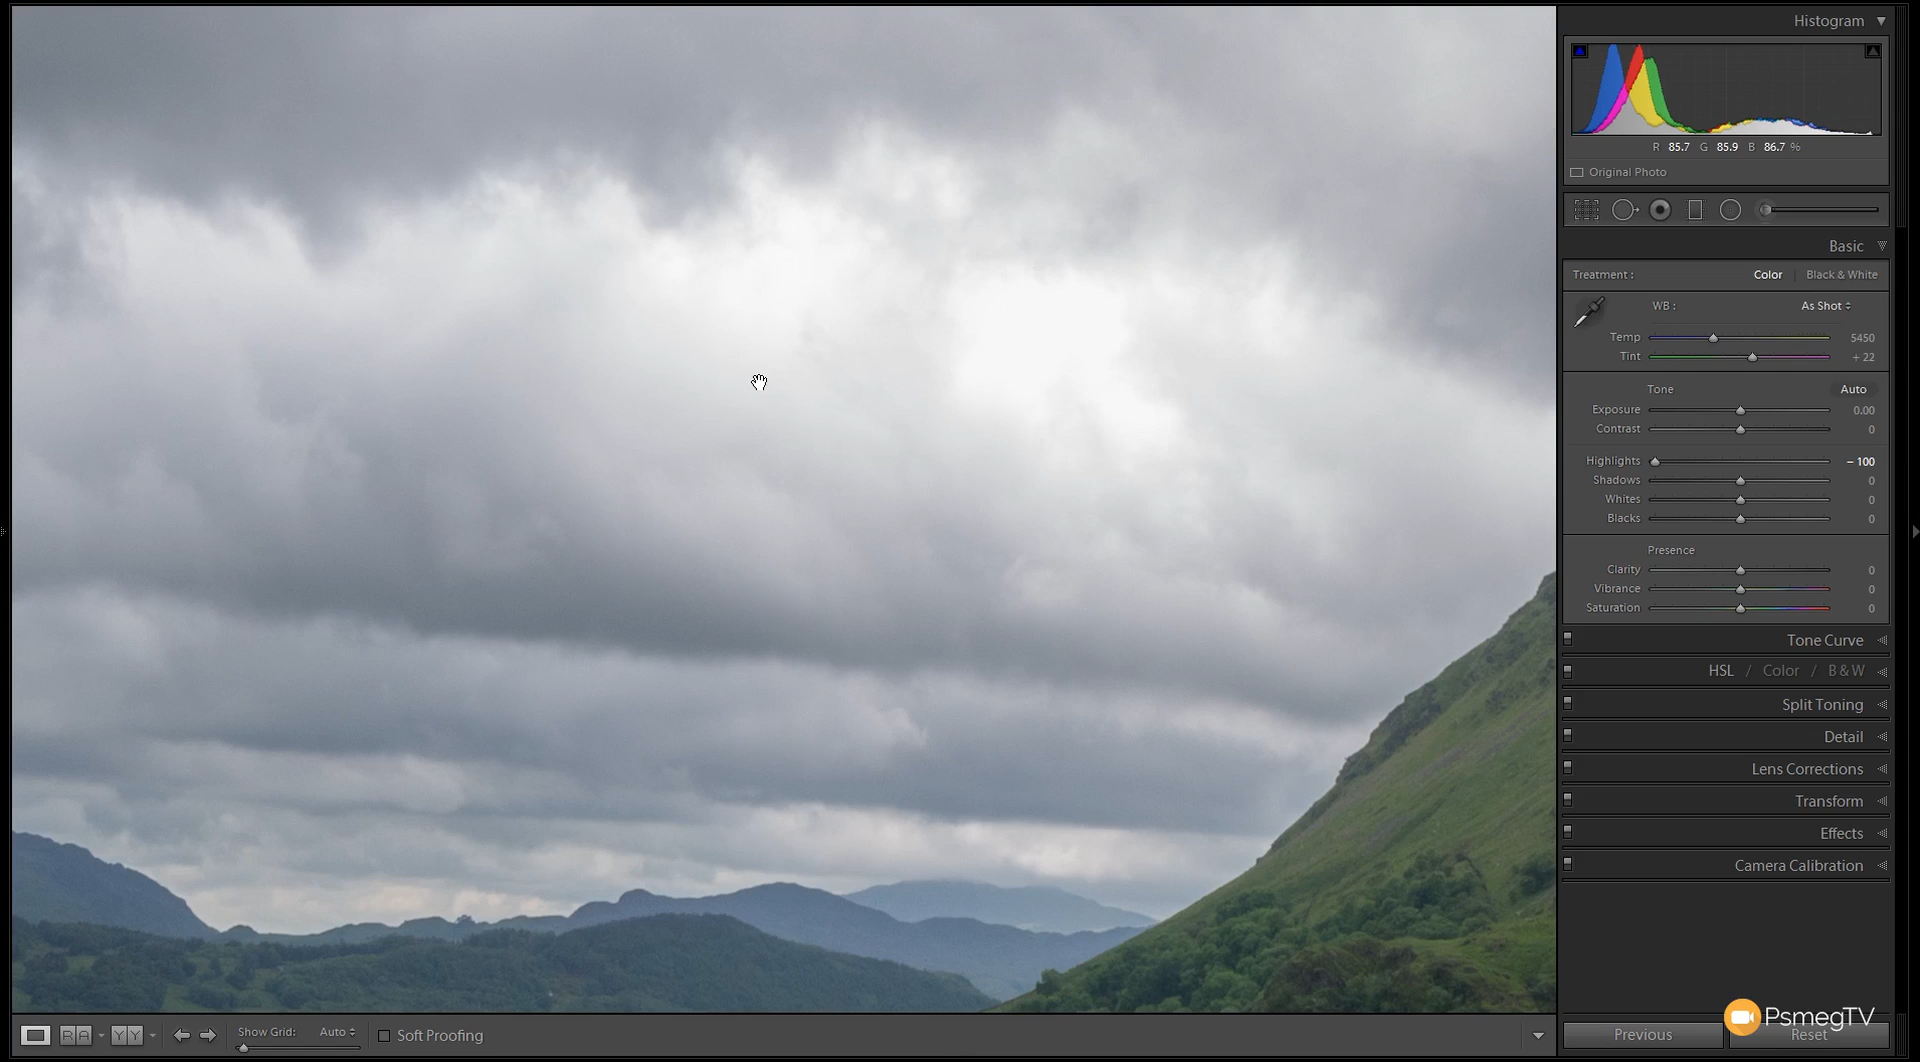 Histogram
R 85.7 G 85.9 B 86.7 %
Original Photo
Basic
Treatment : Color Black & White
WB : As Shot
Temp 5450
Tint + 22
Tone Auto
Exposure 0.00
Contrast 0
Highlights – 100
Shadows 0
Whites 0
Blacks 0
Presence
Clarity 0
Vibrance 0
Saturation 0
Tone Curve
HSL / Color / B & W
Split Toning
Detail
Lens Corrections
Transform
Effects
Camera Calibration
PsmegTV
R A Y Y Show Grid: Auto Soft Proofing Previous Reset